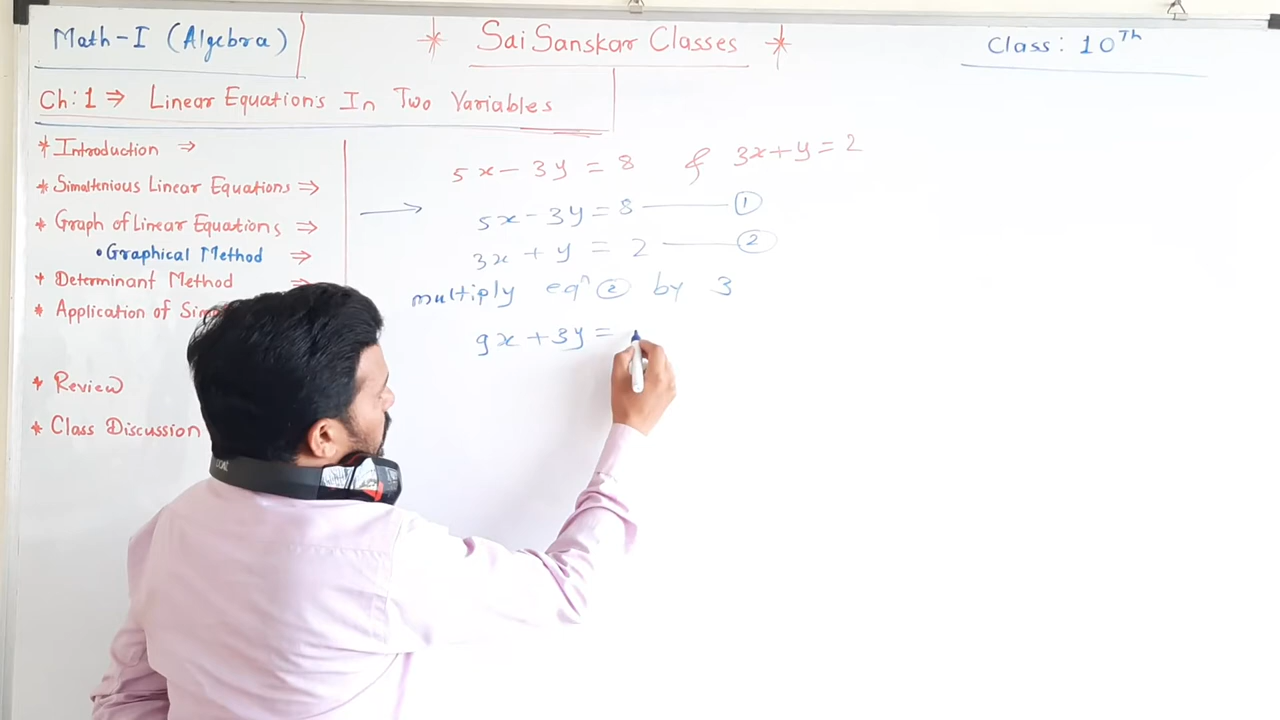 Math-I (Algebra)
* Sai Sanskar Classes *
Class: 10Th
Ch: 1 ⇒ Linear Equations In Two Variables
* Introduction ⇒
* Simaltenious Linear Equations ⇒
* Graph of Linear Equations ⇒
• Graphical Method ⇒
* Determinant Method ⇒
* Application of
* Review
* Class Discussion
5x - 3y = 8 & 3x + y = 2
→ 5x - 3y = 8 — ①
3x + y = 2 — ②
multiply eqⁿ ② by 3
9x + 3y =